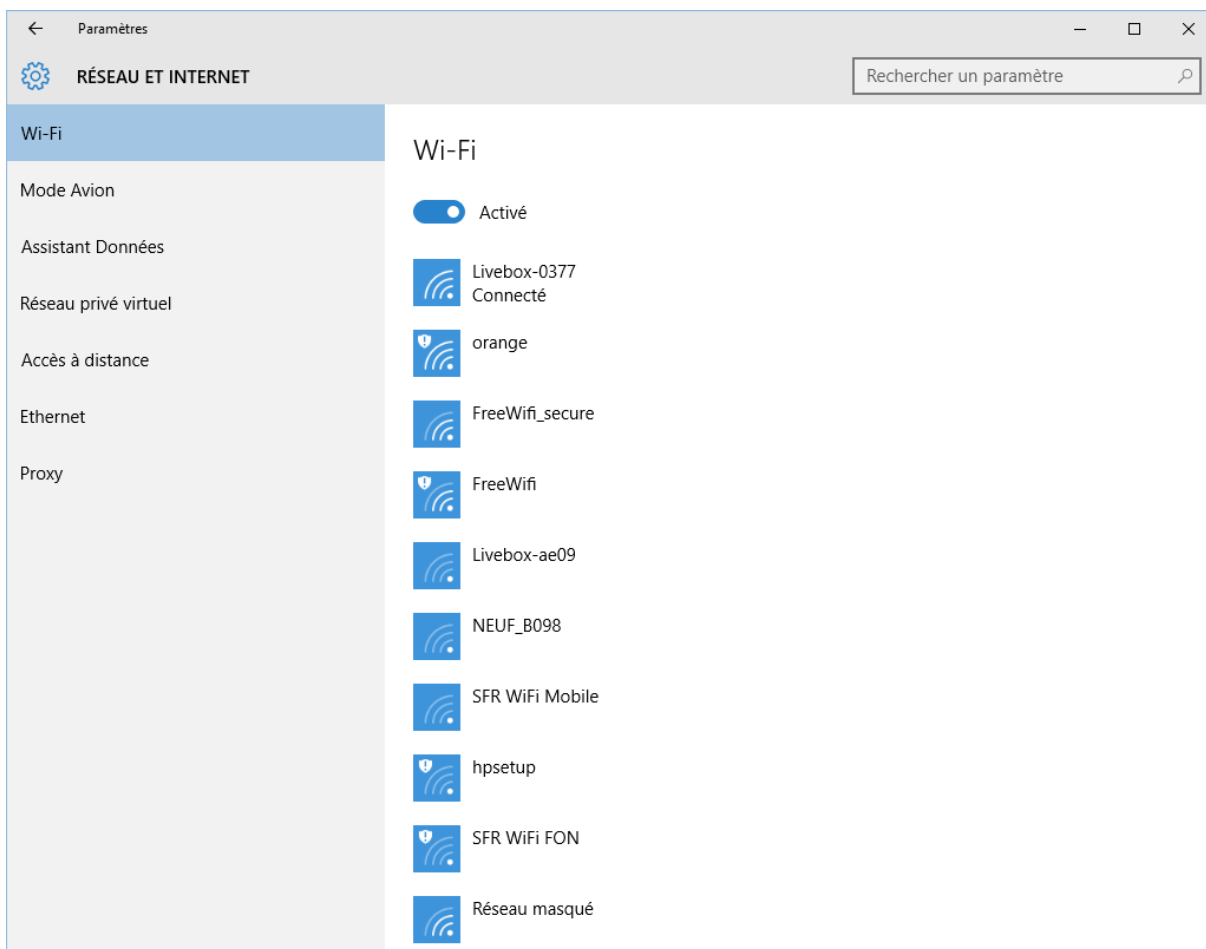 Paramètres
RÉSEAU ET INTERNET
Rechercher un paramètre
Wi-Fi
Mode Avion
Assistant Données
Réseau privé virtuel
Accès à distance
Ethernet
Proxy
Wi-Fi
Activé
Livebox-0377
Connecté
orange
FreeWifi_secure
FreeWifi
Livebox-ae09
NEUF_B098
SFR WiFi Mobile
hpsetup
SFR WiFi FON
Réseau masqué